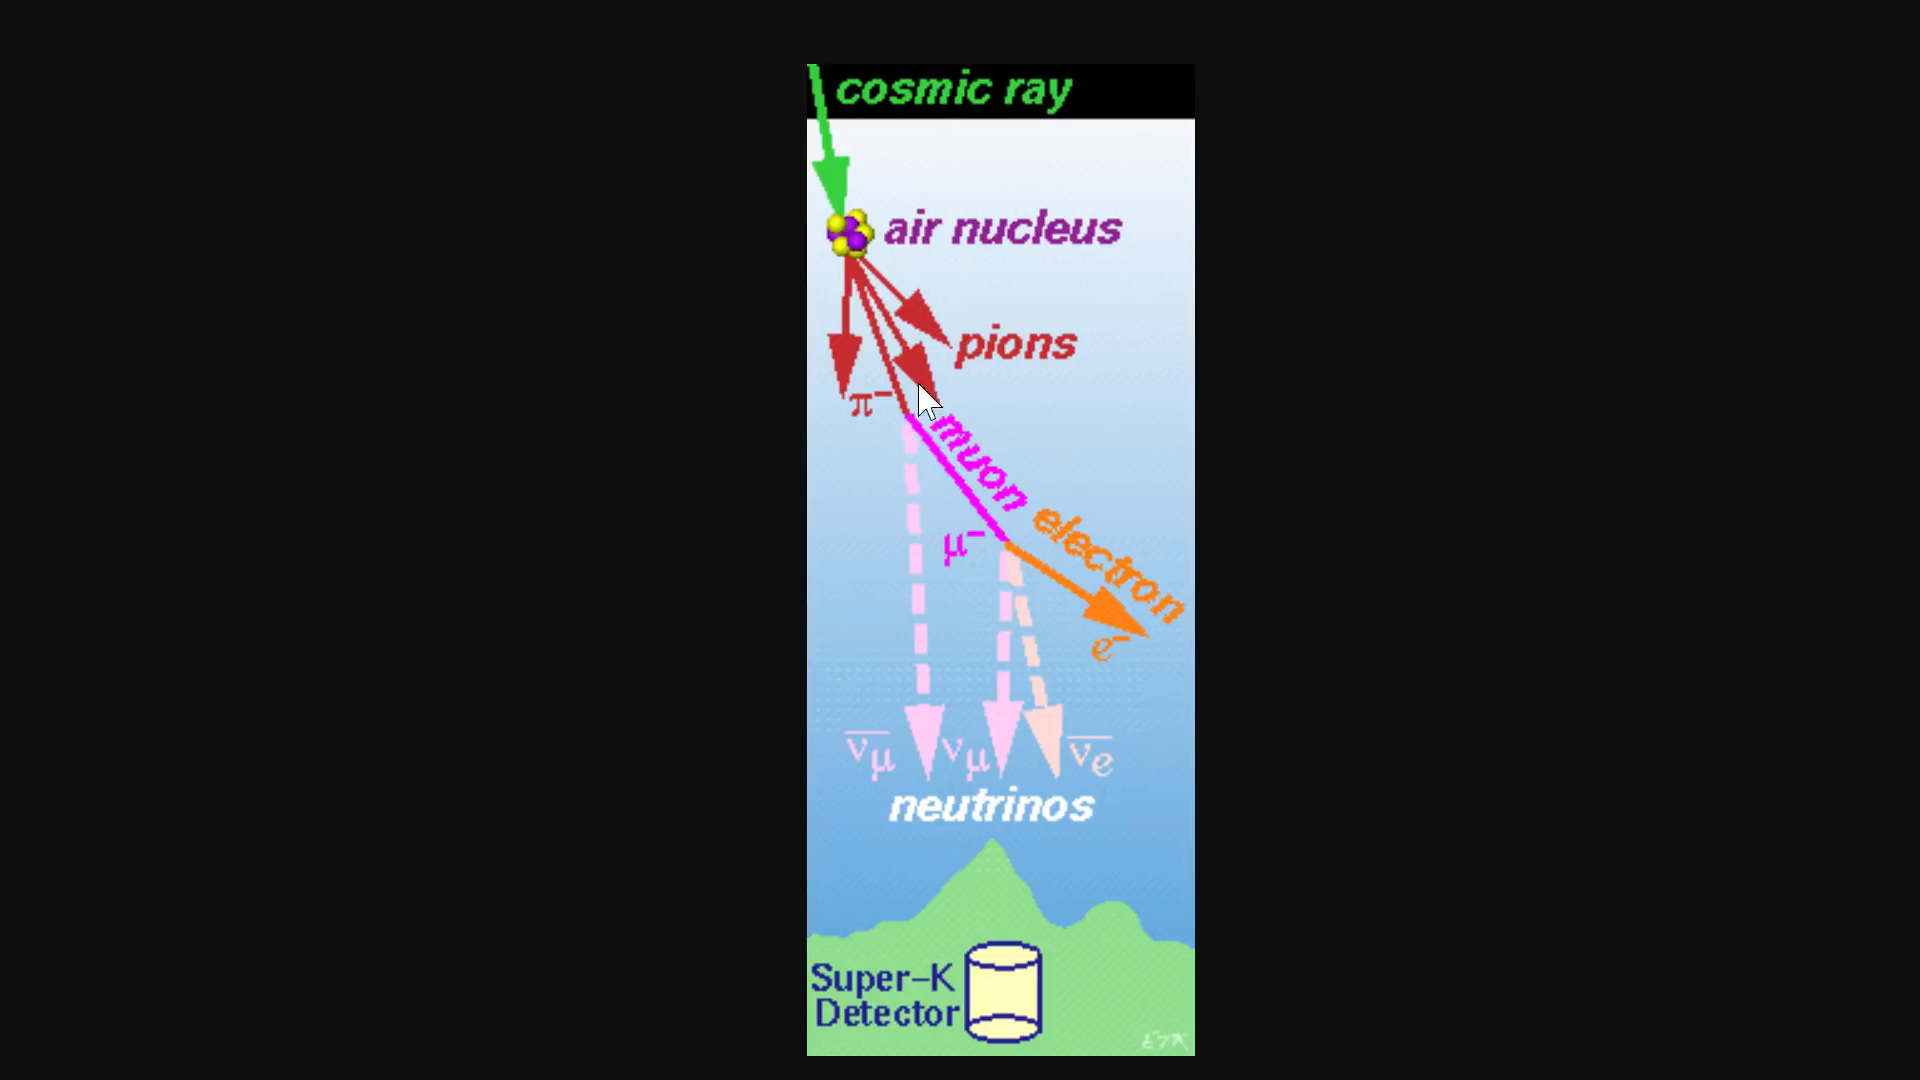 cosmic ray
air nucleus
pions
π⁻
muon
electron
μ⁻
e⁻
ν̅μ νμ ν̅e
neutrinos
Super-K
Detector